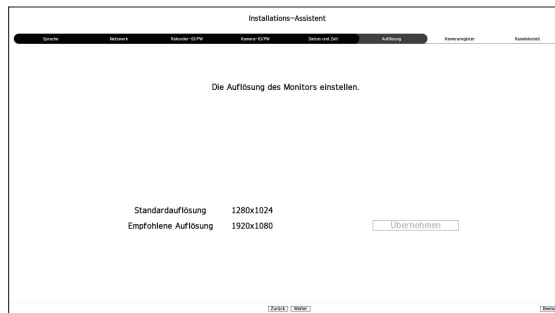 Installations-Assistent
Sprache Netzwerk Rekorder-ID/PW Kamera-ID/PW Datum und Zeit Auflösung Kameraregister Kanaleinstell.
Die Auflösung des Monitors einstellen.
Standardauflösung 1280x1024
Empfohlene Auflösung 1920x1080 Übernehmen
Zurück Weiter